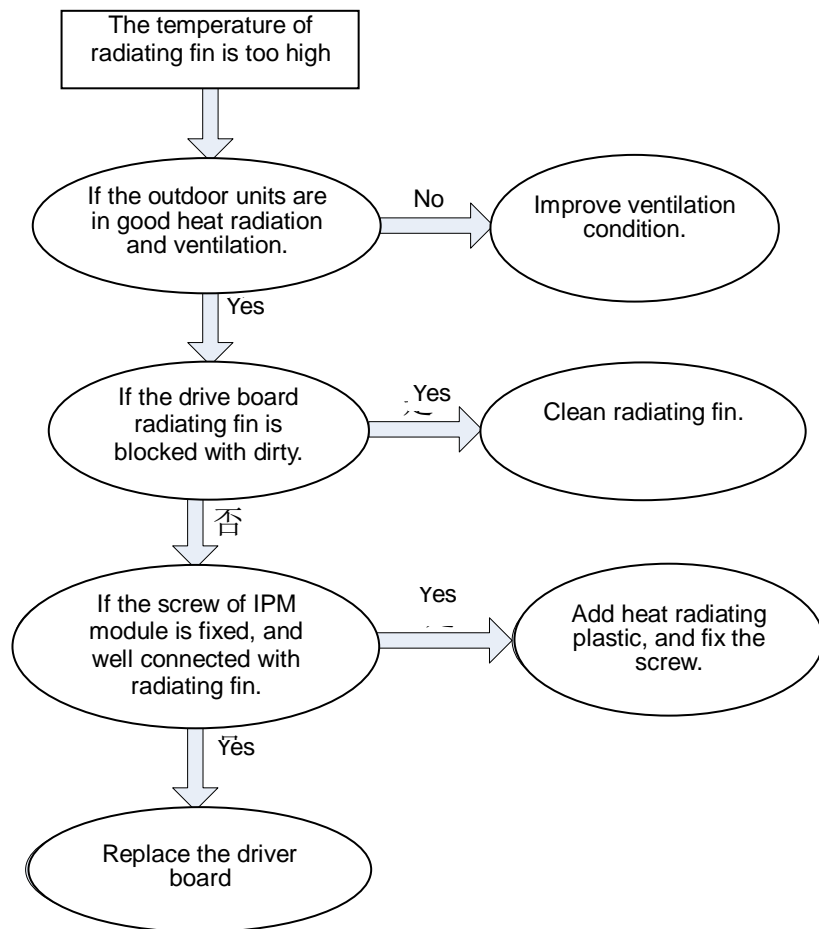 The temperature of
radiating fin is too high
If the outdoor units are
in good heat radiation
and ventilation.
No
Improve ventilation
condition.
Yes
If the drive board
radiating fin is
blocked with dirty.
Yes
Clean radiating fin.
否
If the screw of IPM
module is fixed, and
well connected with
radiating fin.
Yes
Add heat radiating
plastic, and fix the
screw.
Yes
Replace the driver
board